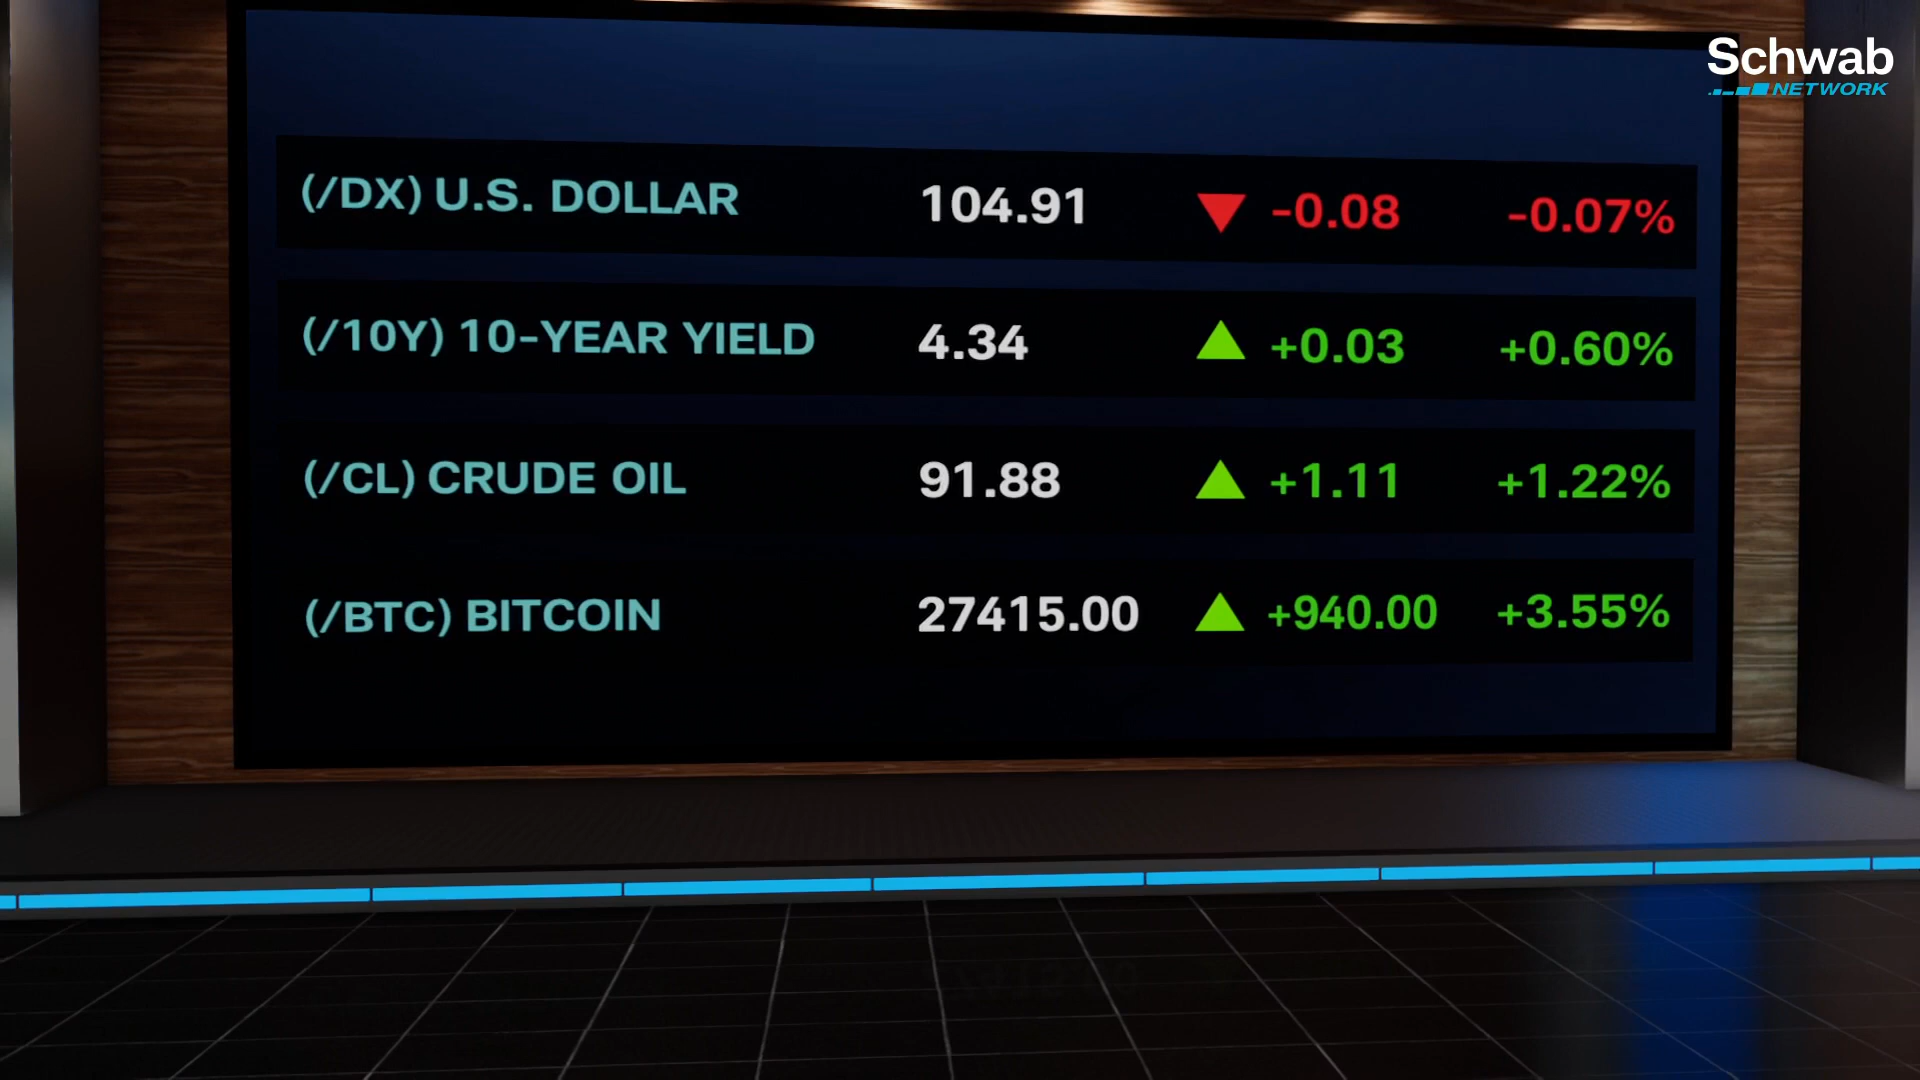 Schwab
NETWORK
(/DX) U.S. DOLLAR 104.91 -0.08 -0.07%
(/10Y) 10-YEAR YIELD 4.34 +0.03 +0.60%
(/CL) CRUDE OIL 91.88 +1.11 +1.22%
(/BTC) BITCOIN 27415.00 +940.00 +3.55%